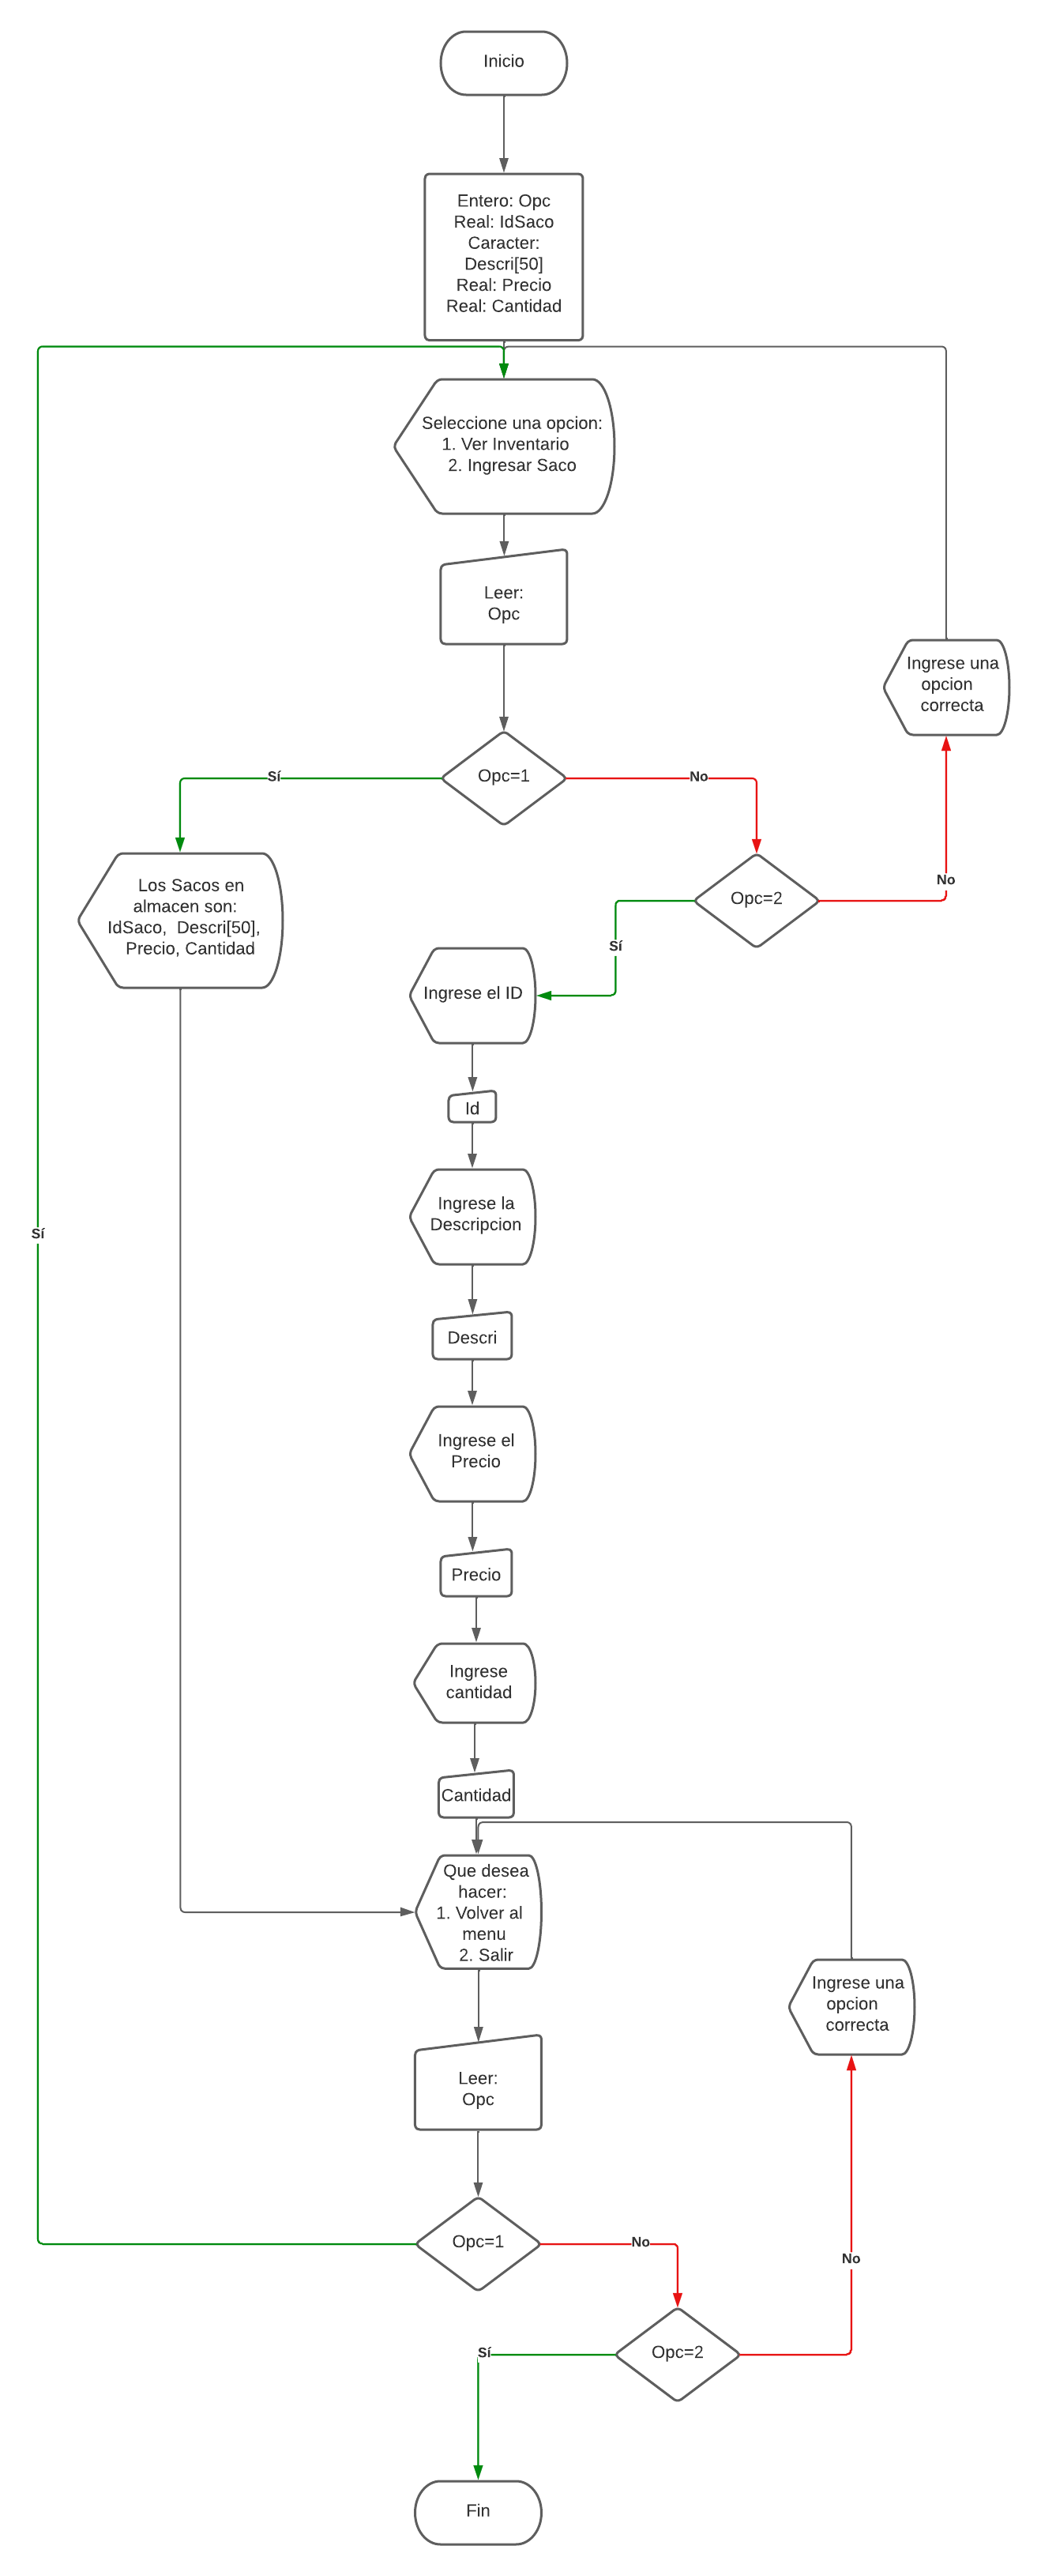 Inicio
Entero: Opc
Real: IdSaco
Caracter:
Descri[50]
Real: Precio
Real: Cantidad
Seleccione una opcion:
1. Ver Inventario
2. Ingresar Saco
Leer:
Opc
Ingrese una
opcion
correcta
Opc=1
Sí
No
Los Sacos en
almacen son:
IdSaco, Descri[50],
Precio, Cantidad
Opc=2
No
Sí
Ingrese el ID
Id
Ingrese la
Descripcion
Sí
Descri
Ingrese el
Precio
Precio
Ingrese
cantidad
Cantidad
Que desea
hacer:
1. Volver al
menu
2. Salir
Ingrese una
opcion
correcta
Leer:
Opc
Opc=1
No
No
Opc=2
Sí
Fin